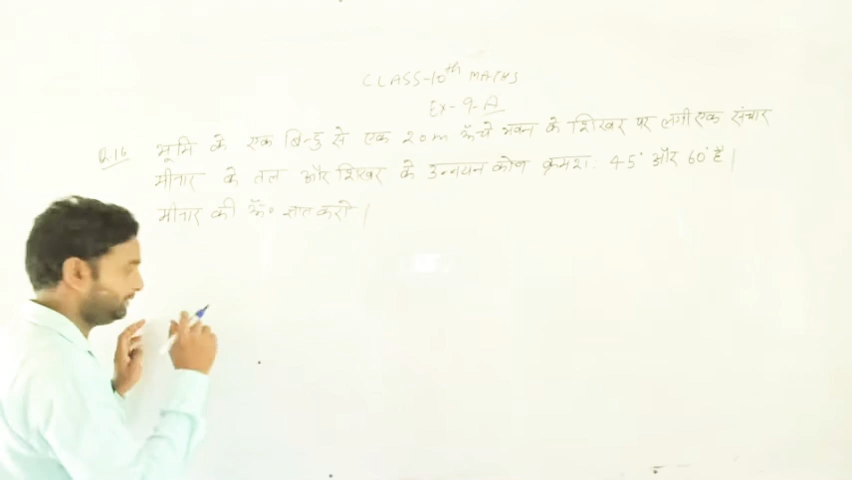 CLASS-10th MATHS
Ex-9-A
Q.16 भूमि के एक बिन्दु से एक 20m ऊँचे भवन के शिखर पर लगी एक संचार
मीनार के तल और शिखर के उन्नयन कोण क्रमशः 45° और 60° है।
मीनार की ऊँ० ज्ञात करो।